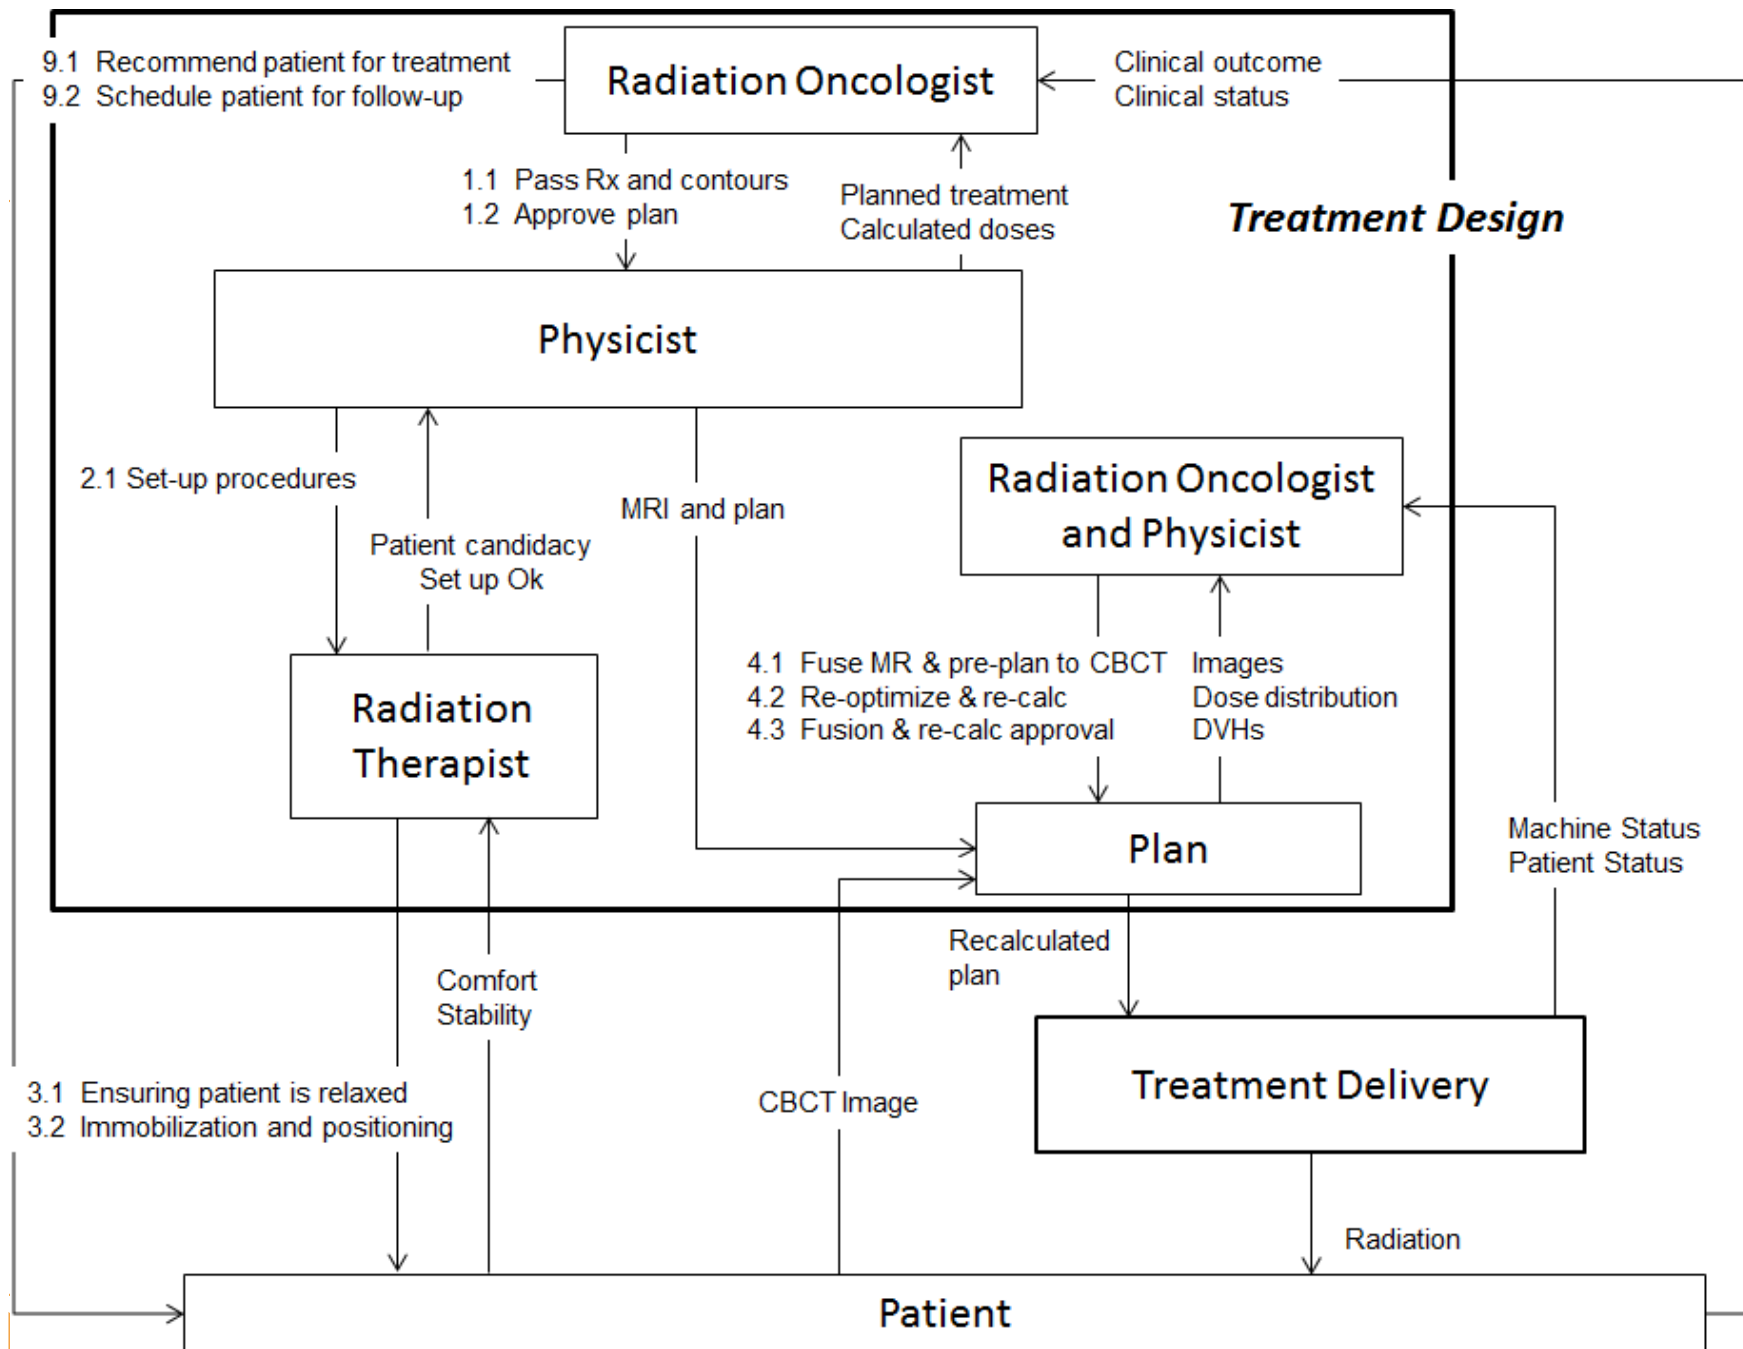 9.1 Recommend patient for treatment
9.2 Schedule patient for follow-up
Radiation Oncologist
Clinical outcome
Clinical status
1.1 Pass Rx and contours
1.2 Approve plan
Planned treatment
Calculated doses
Treatment Design
Physicist
2.1 Set-up procedures
Patient candidacy
Set up Ok
MRI and plan
Radiation Oncologist
and Physicist
4.1 Fuse MR & pre-plan to CBCT
4.2 Re-optimize & re-calc
4.3 Fusion & re-calc approval
Images
Dose distribution
DVHs
Radiation
Therapist
Plan
Machine Status
Patient Status
Recalculated
plan
Comfort
Stability
3.1 Ensuring patient is relaxed
3.2 Immobilization and positioning
CBCT Image
Treatment Delivery
Radiation
Patient